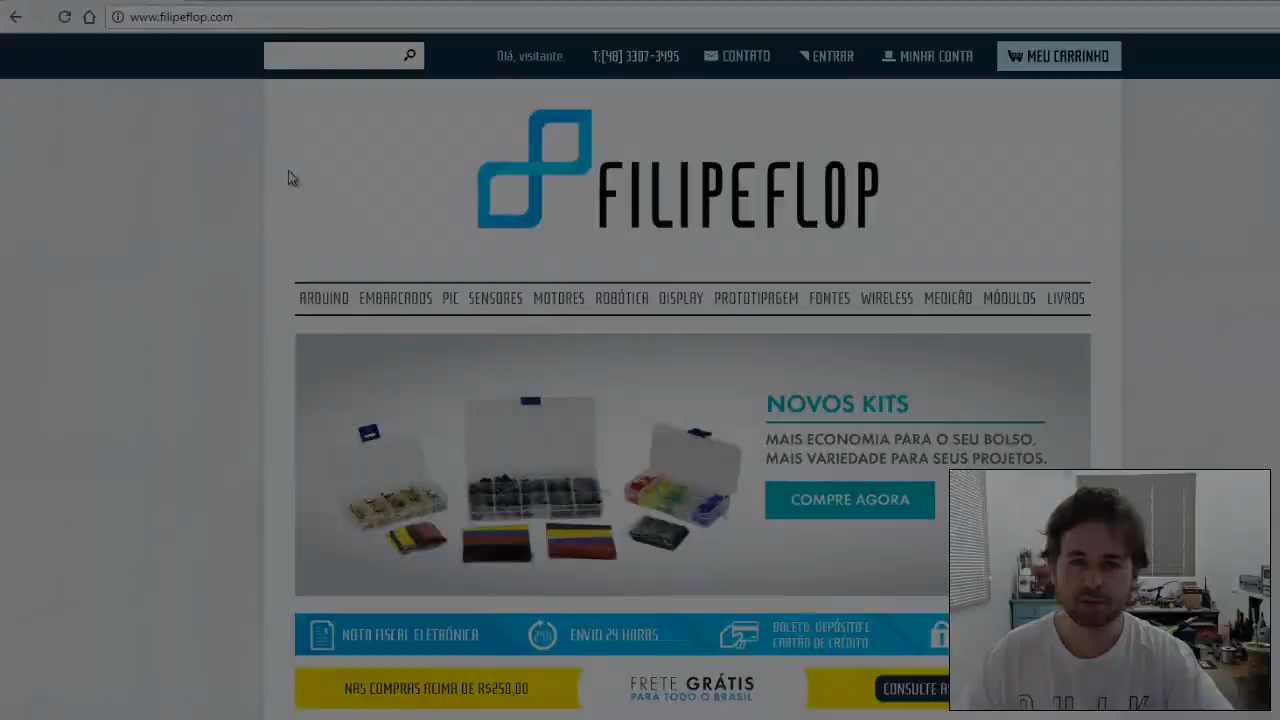 www.filipeflop.com
Olá, visitante. T:[48] 3307-3495 CONTATO ENTRAR MINHA CONTA MEU CARRINHO
FILIPEFLOP
ARDUINO EMBARCADOS PIC SENSORES MOTORES ROBÓTICA DISPLAY PROTOTIPAGEM FONTES WIRELESS MEDIÇÃO MÓDULOS LIVROS
NOVOS KITS
MAIS ECONOMIA PARA O SEU BOLSO,
MAIS VARIEDADE PARA SEUS PROJETOS.
COMPRE AGORA
NOTA FISCAL ELETRÔNICA
24h
ENVIO 24 HORAS
BOLETO, DEPÓSITO E
CARTÃO DE CRÉDITO
NAS COMPRAS ACIMA DE R$250,00
FRETE GRÁTIS
PARA TODO O BRASIL
CONSULTE